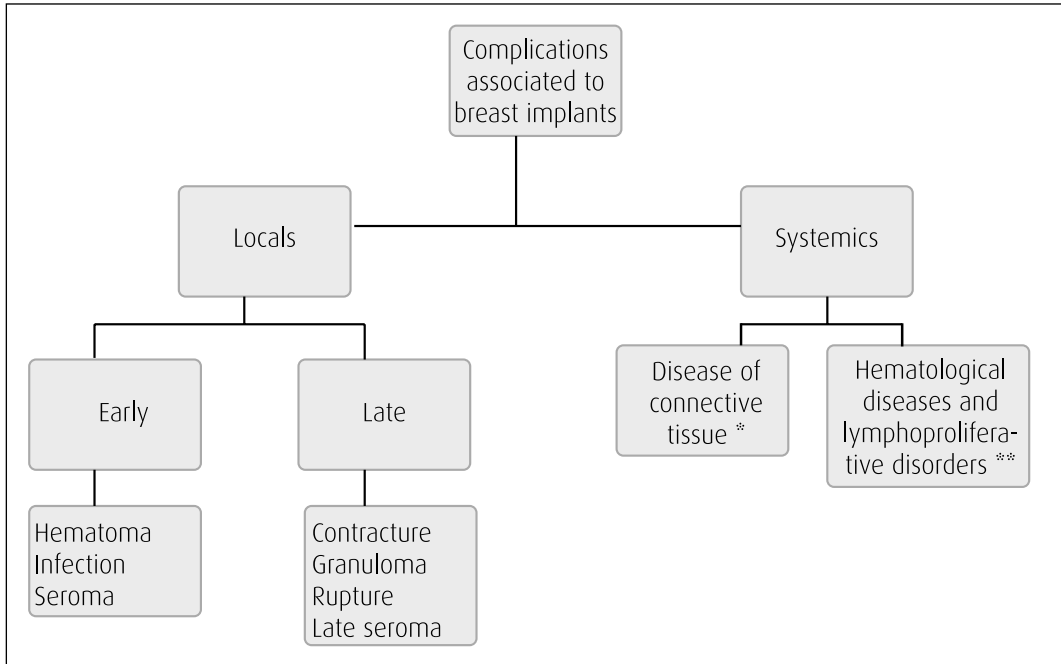 Complications
associated to
breast implants
Locals
Systemics
Early
Late
Disease of
connective
tissue *
Hematological
diseases and
lymphoprolifera-
tive disorders **
Hematoma
Infection
Seroma
Contracture
Granuloma
Rupture
Late seroma